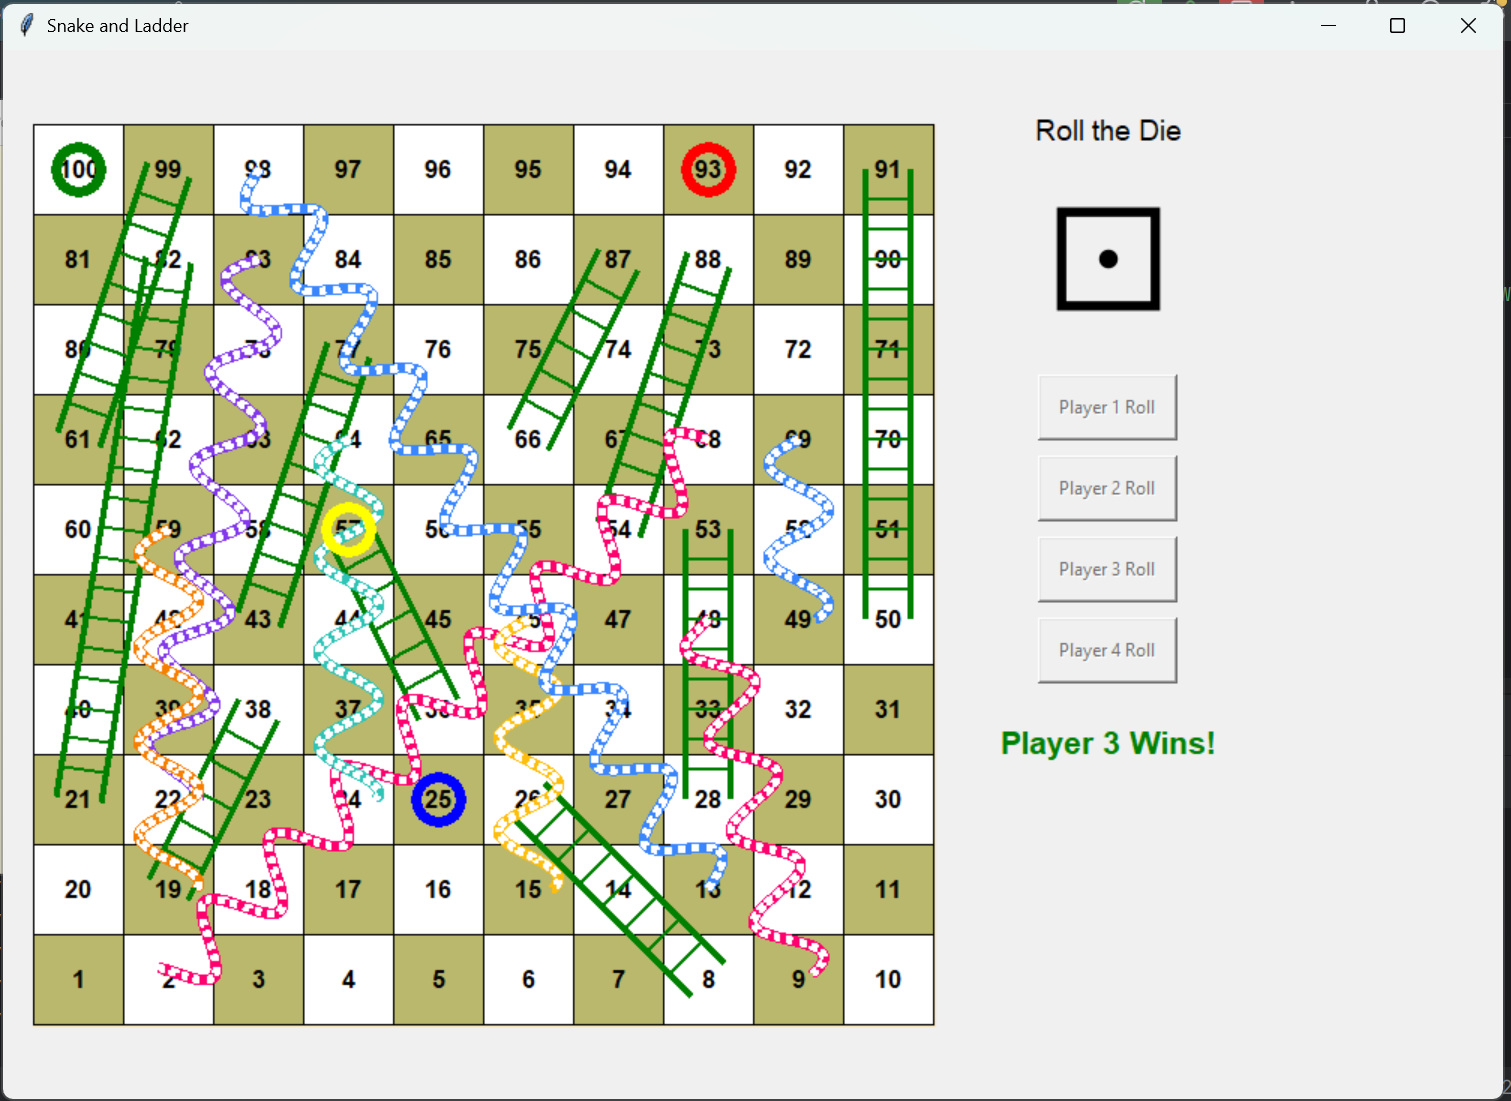 Snake and Ladder
Roll the Die
100 99 98 97 96 95 94 93 92 91
81 82 83 84 85 86 87 88 89 90
80 79 78 77 76 75 74 73 72 71
61 62 63 64 65 66 67 68 69 70
60 59 58 57 56 55 54 53 52 51
41 42 43 44 45 46 47 48 49 50
40 39 38 37 36 35 34 33 32 31
21 22 23 24 25 26 27 28 29 30
20 19 18 17 16 15 14 13 12 11
1 2 3 4 5 6 7 8 9 10
Player 1 Roll
Player 2 Roll
Player 3 Roll
Player 4 Roll
Player 3 Wins!